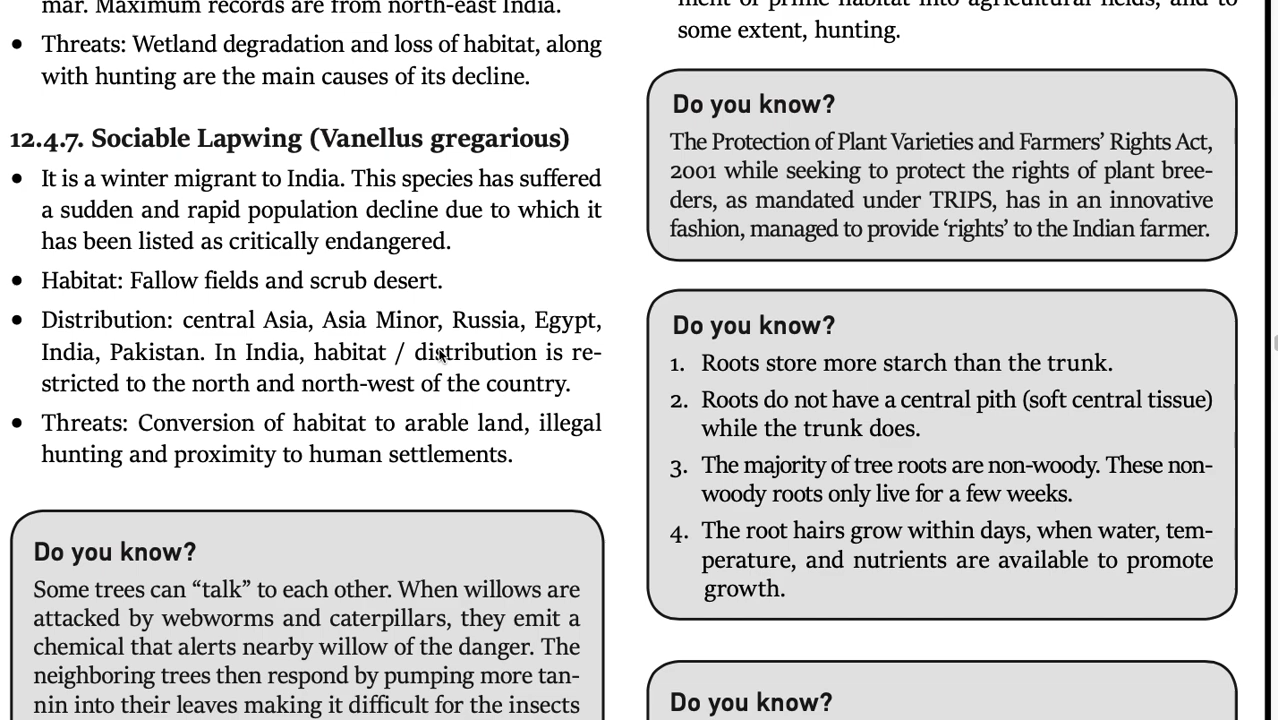 mar. Maximum records are from north-east India.
• Threats: Wetland degradation and loss of habitat, along
with hunting are the main causes of its decline.
12.4.7. Sociable Lapwing (Vanellus gregarious)
• It is a winter migrant to India. This species has suffered
a sudden and rapid population decline due to which it
has been listed as critically endangered.
• Habitat: Fallow fields and scrub desert.
• Distribution: central Asia, Asia Minor, Russia, Egypt,
India, Pakistan. In India, habitat / distribution is re-
stricted to the north and north-west of the country.
• Threats: Conversion of habitat to arable land, illegal
hunting and proximity to human settlements.
Do you know?
Some trees can “talk” to each other. When willows are
attacked by webworms and caterpillars, they emit a
chemical that alerts nearby willow of the danger. The
neighboring trees then respond by pumping more tan-
nin into their leaves making it difficult for the insects
ment of prime habitat into agricultural fields, and to
some extent, hunting.
Do you know?
The Protection of Plant Varieties and Farmers’ Rights Act,
2001 while seeking to protect the rights of plant bree-
ders, as mandated under TRIPS, has in an innovative
fashion, managed to provide ‘rights’ to the Indian farmer.
Do you know?
1. Roots store more starch than the trunk.
2. Roots do not have a central pith (soft central tissue)
while the trunk does.
3. The majority of tree roots are non-woody. These non-
woody roots only live for a few weeks.
4. The root hairs grow within days, when water, tem-
perature, and nutrients are available to promote
growth.
Do you know?